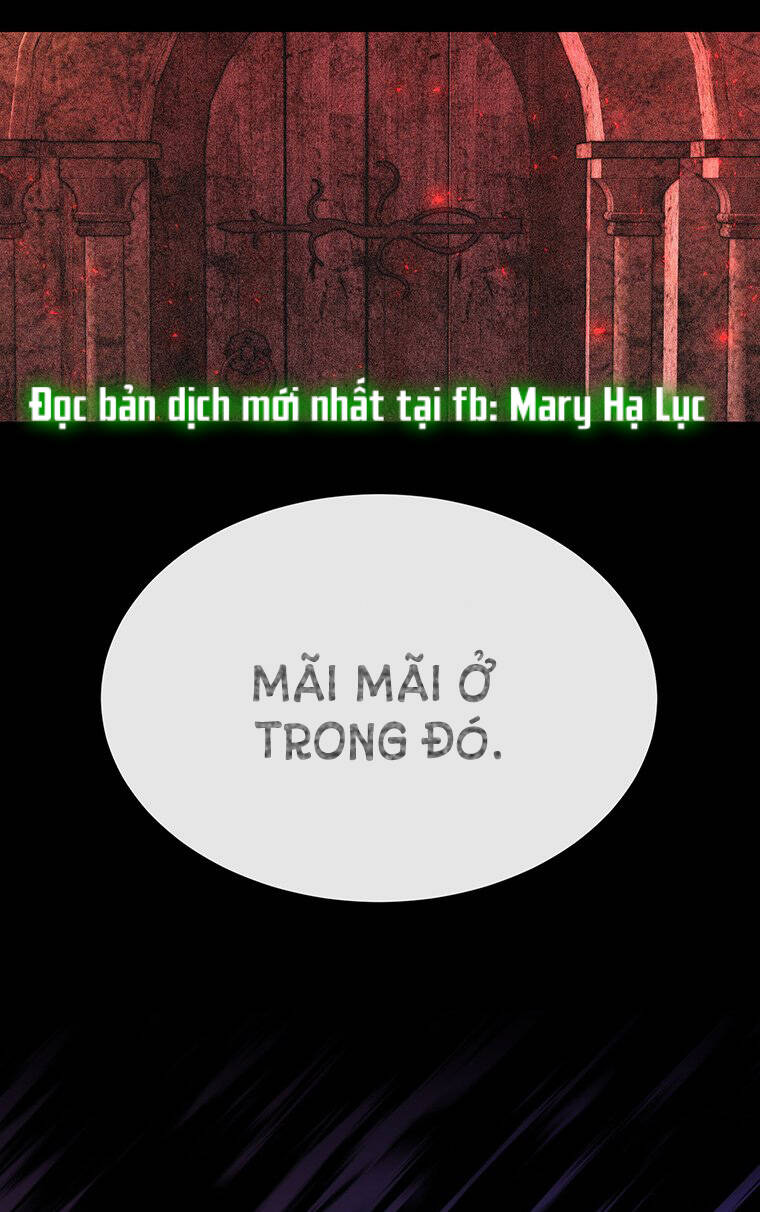 Đọc bản dịch mới nhất tại fb: Mary Hạ Lục
MÃI MÃI Ở
TRONG ĐÓ.